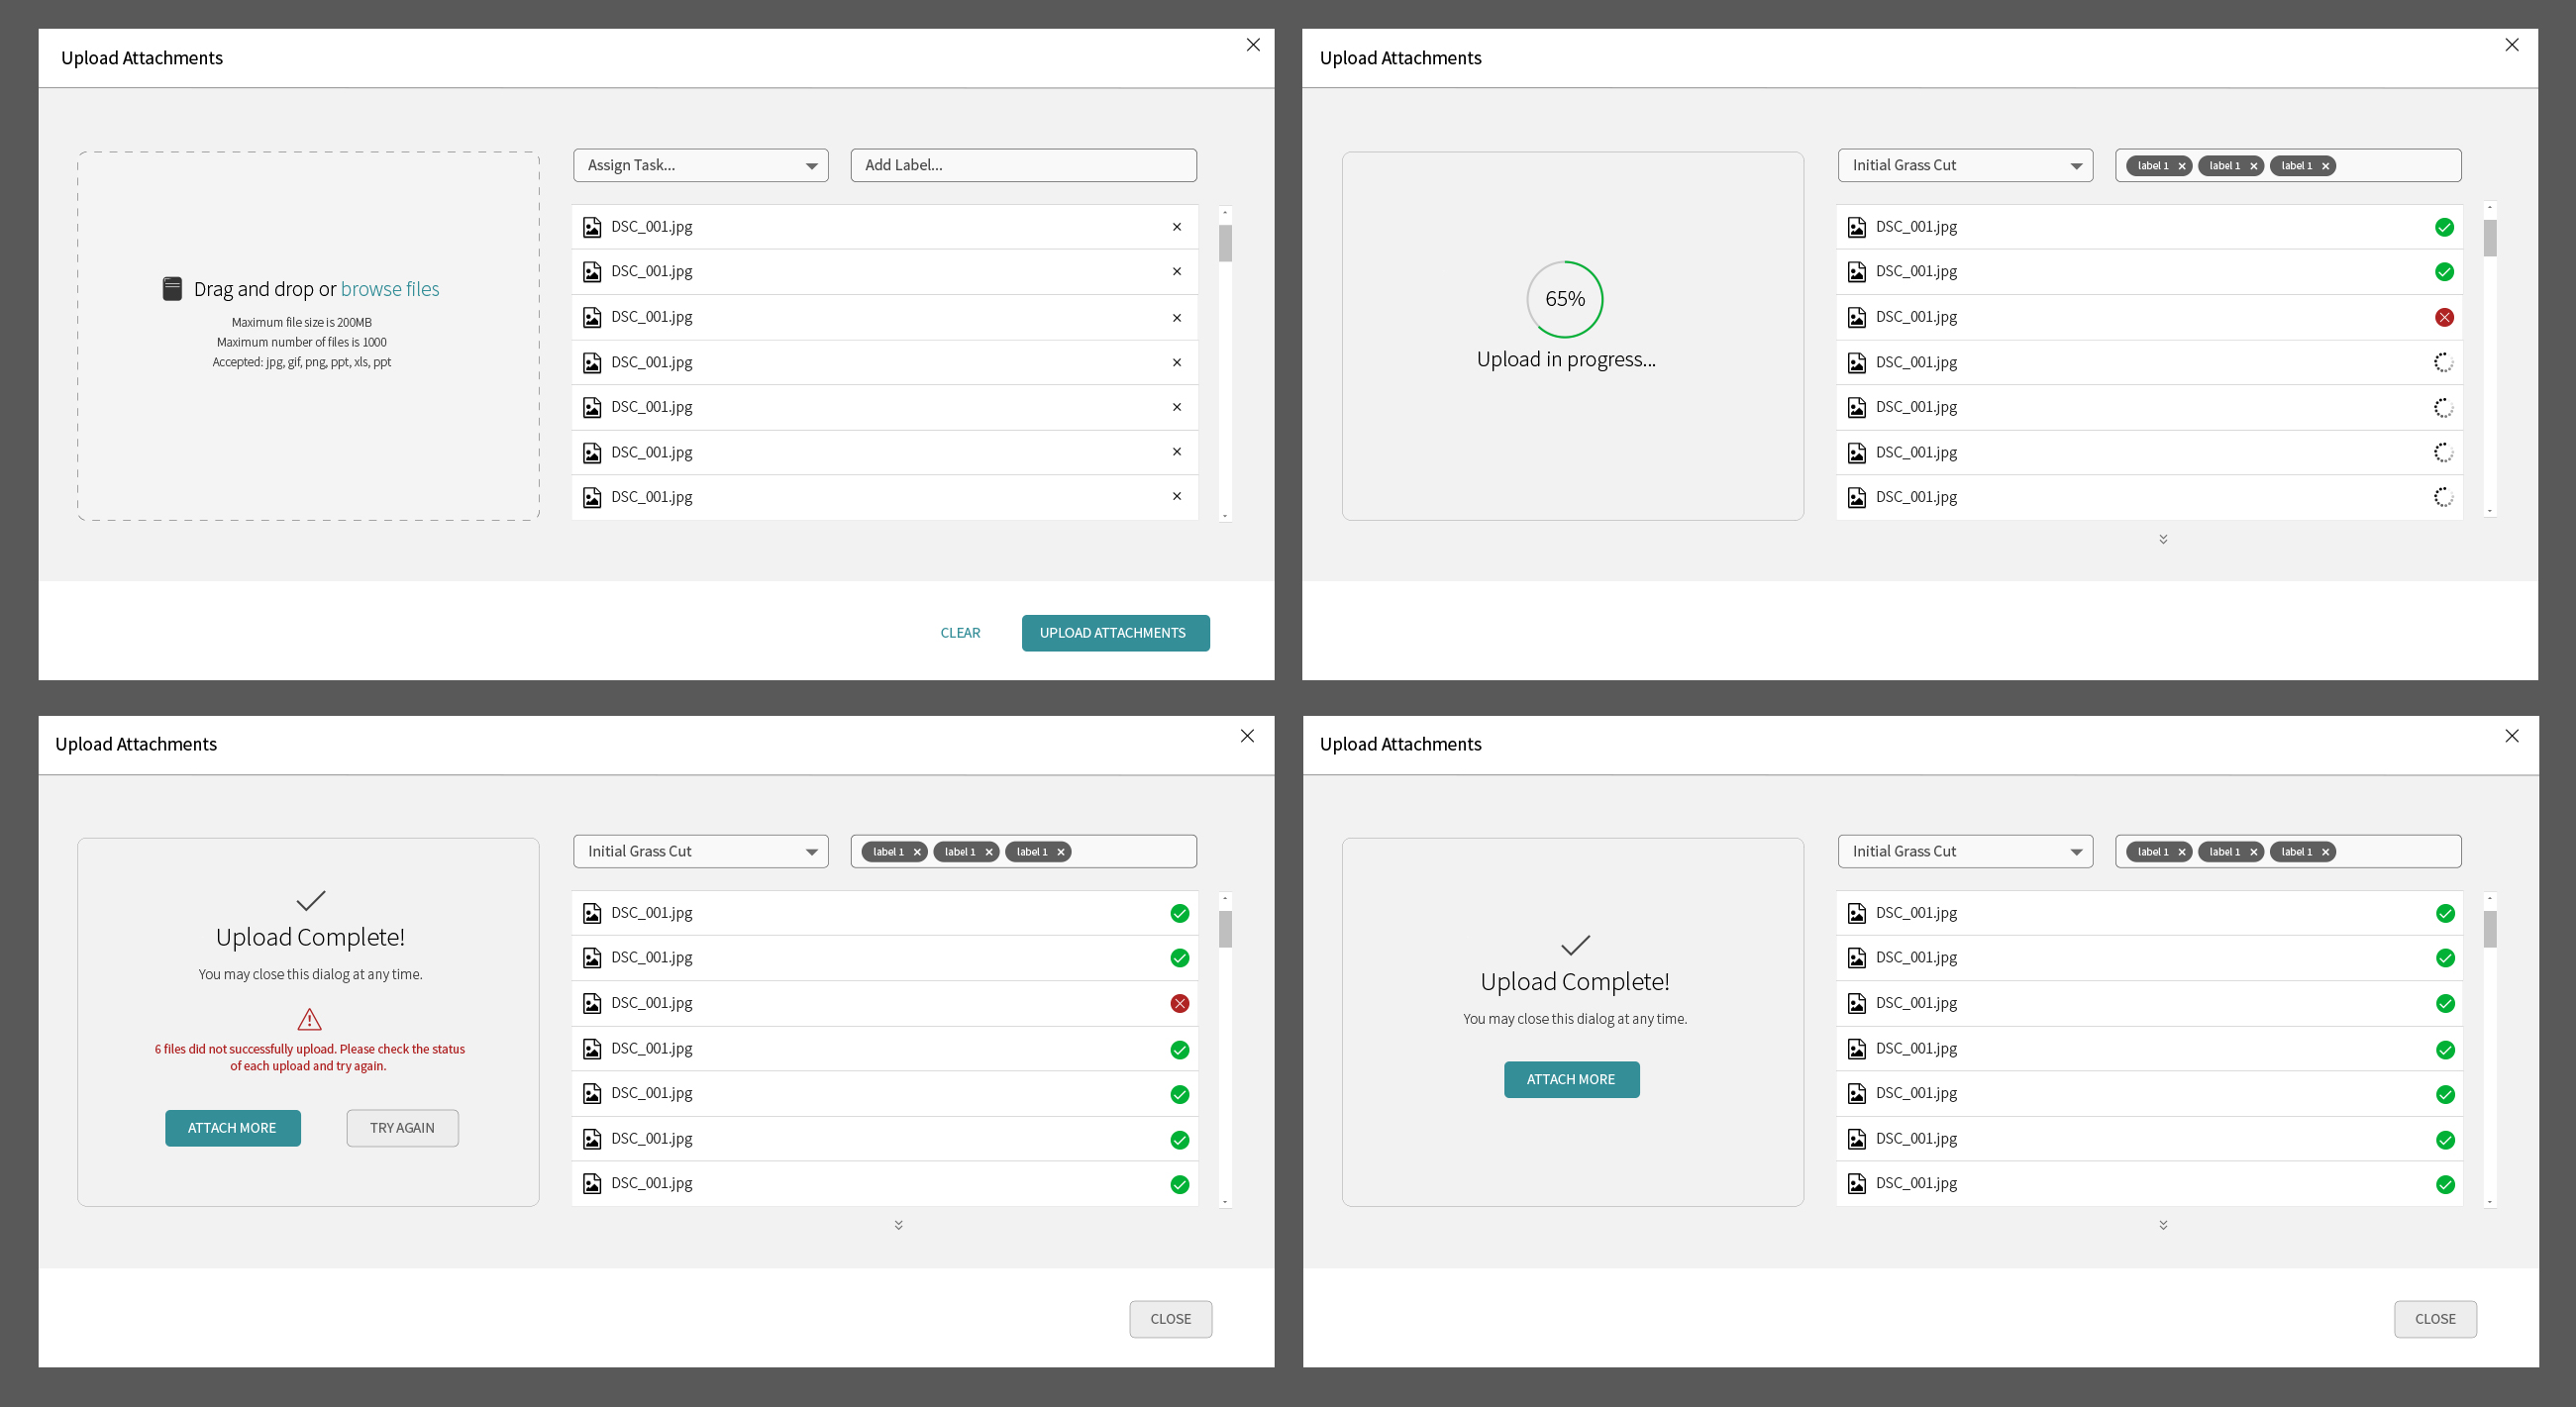 Upload Attachments
Drag and drop or browse files
Maximum file size is 200MB
Maximum number of files is 1000
Accepted: jpg, gif, png, ppt, xls, ppt
Assign Task...
Add Label...
DSC_001.jpg
DSC_001.jpg
DSC_001.jpg
DSC_001.jpg
DSC_001.jpg
DSC_001.jpg
DSC_001.jpg
CLEAR
UPLOAD ATTACHMENTS
Upload Attachments
65%
Upload in progress...
Initial Grass Cut
label 1
label 1
label 1
DSC_001.jpg
DSC_001.jpg
DSC_001.jpg
DSC_001.jpg
DSC_001.jpg
DSC_001.jpg
DSC_001.jpg
Upload Attachments
Upload Complete!
You may close this dialog at any time.
6 files did not successfully upload. Please check the status
of each upload and try again.
ATTACH MORE
TRY AGAIN
Initial Grass Cut
label 1
label 1
label 1
DSC_001.jpg
DSC_001.jpg
DSC_001.jpg
DSC_001.jpg
DSC_001.jpg
DSC_001.jpg
DSC_001.jpg
CLOSE
Upload Attachments
Upload Complete!
You may close this dialog at any time.
ATTACH MORE
Initial Grass Cut
label 1
label 1
label 1
DSC_001.jpg
DSC_001.jpg
DSC_001.jpg
DSC_001.jpg
DSC_001.jpg
DSC_001.jpg
DSC_001.jpg
CLOSE